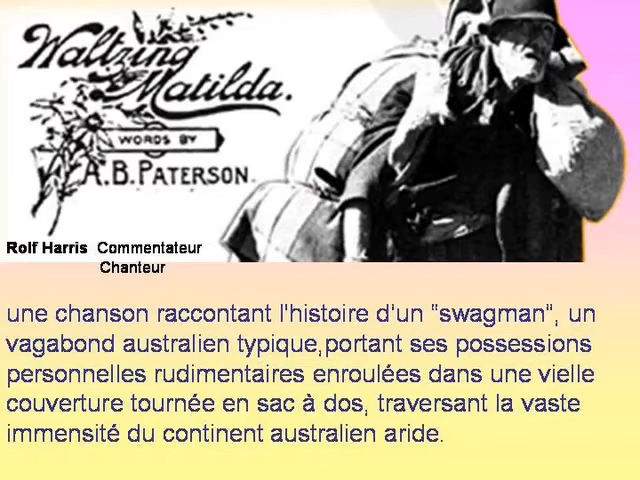 Waltzing
Matilda.
WORDS BY
A.B. PATERSON.
Rolf Harris Commentateur
Chanteur
une chanson raccontant l'histoire d'un "swagman", un
vagabond australien typique,portant ses possessions
personnelles rudimentaires enroulées dans une vielle
couverture tournée en sac à dos, traversant la vaste
immensité du continent australien aride.